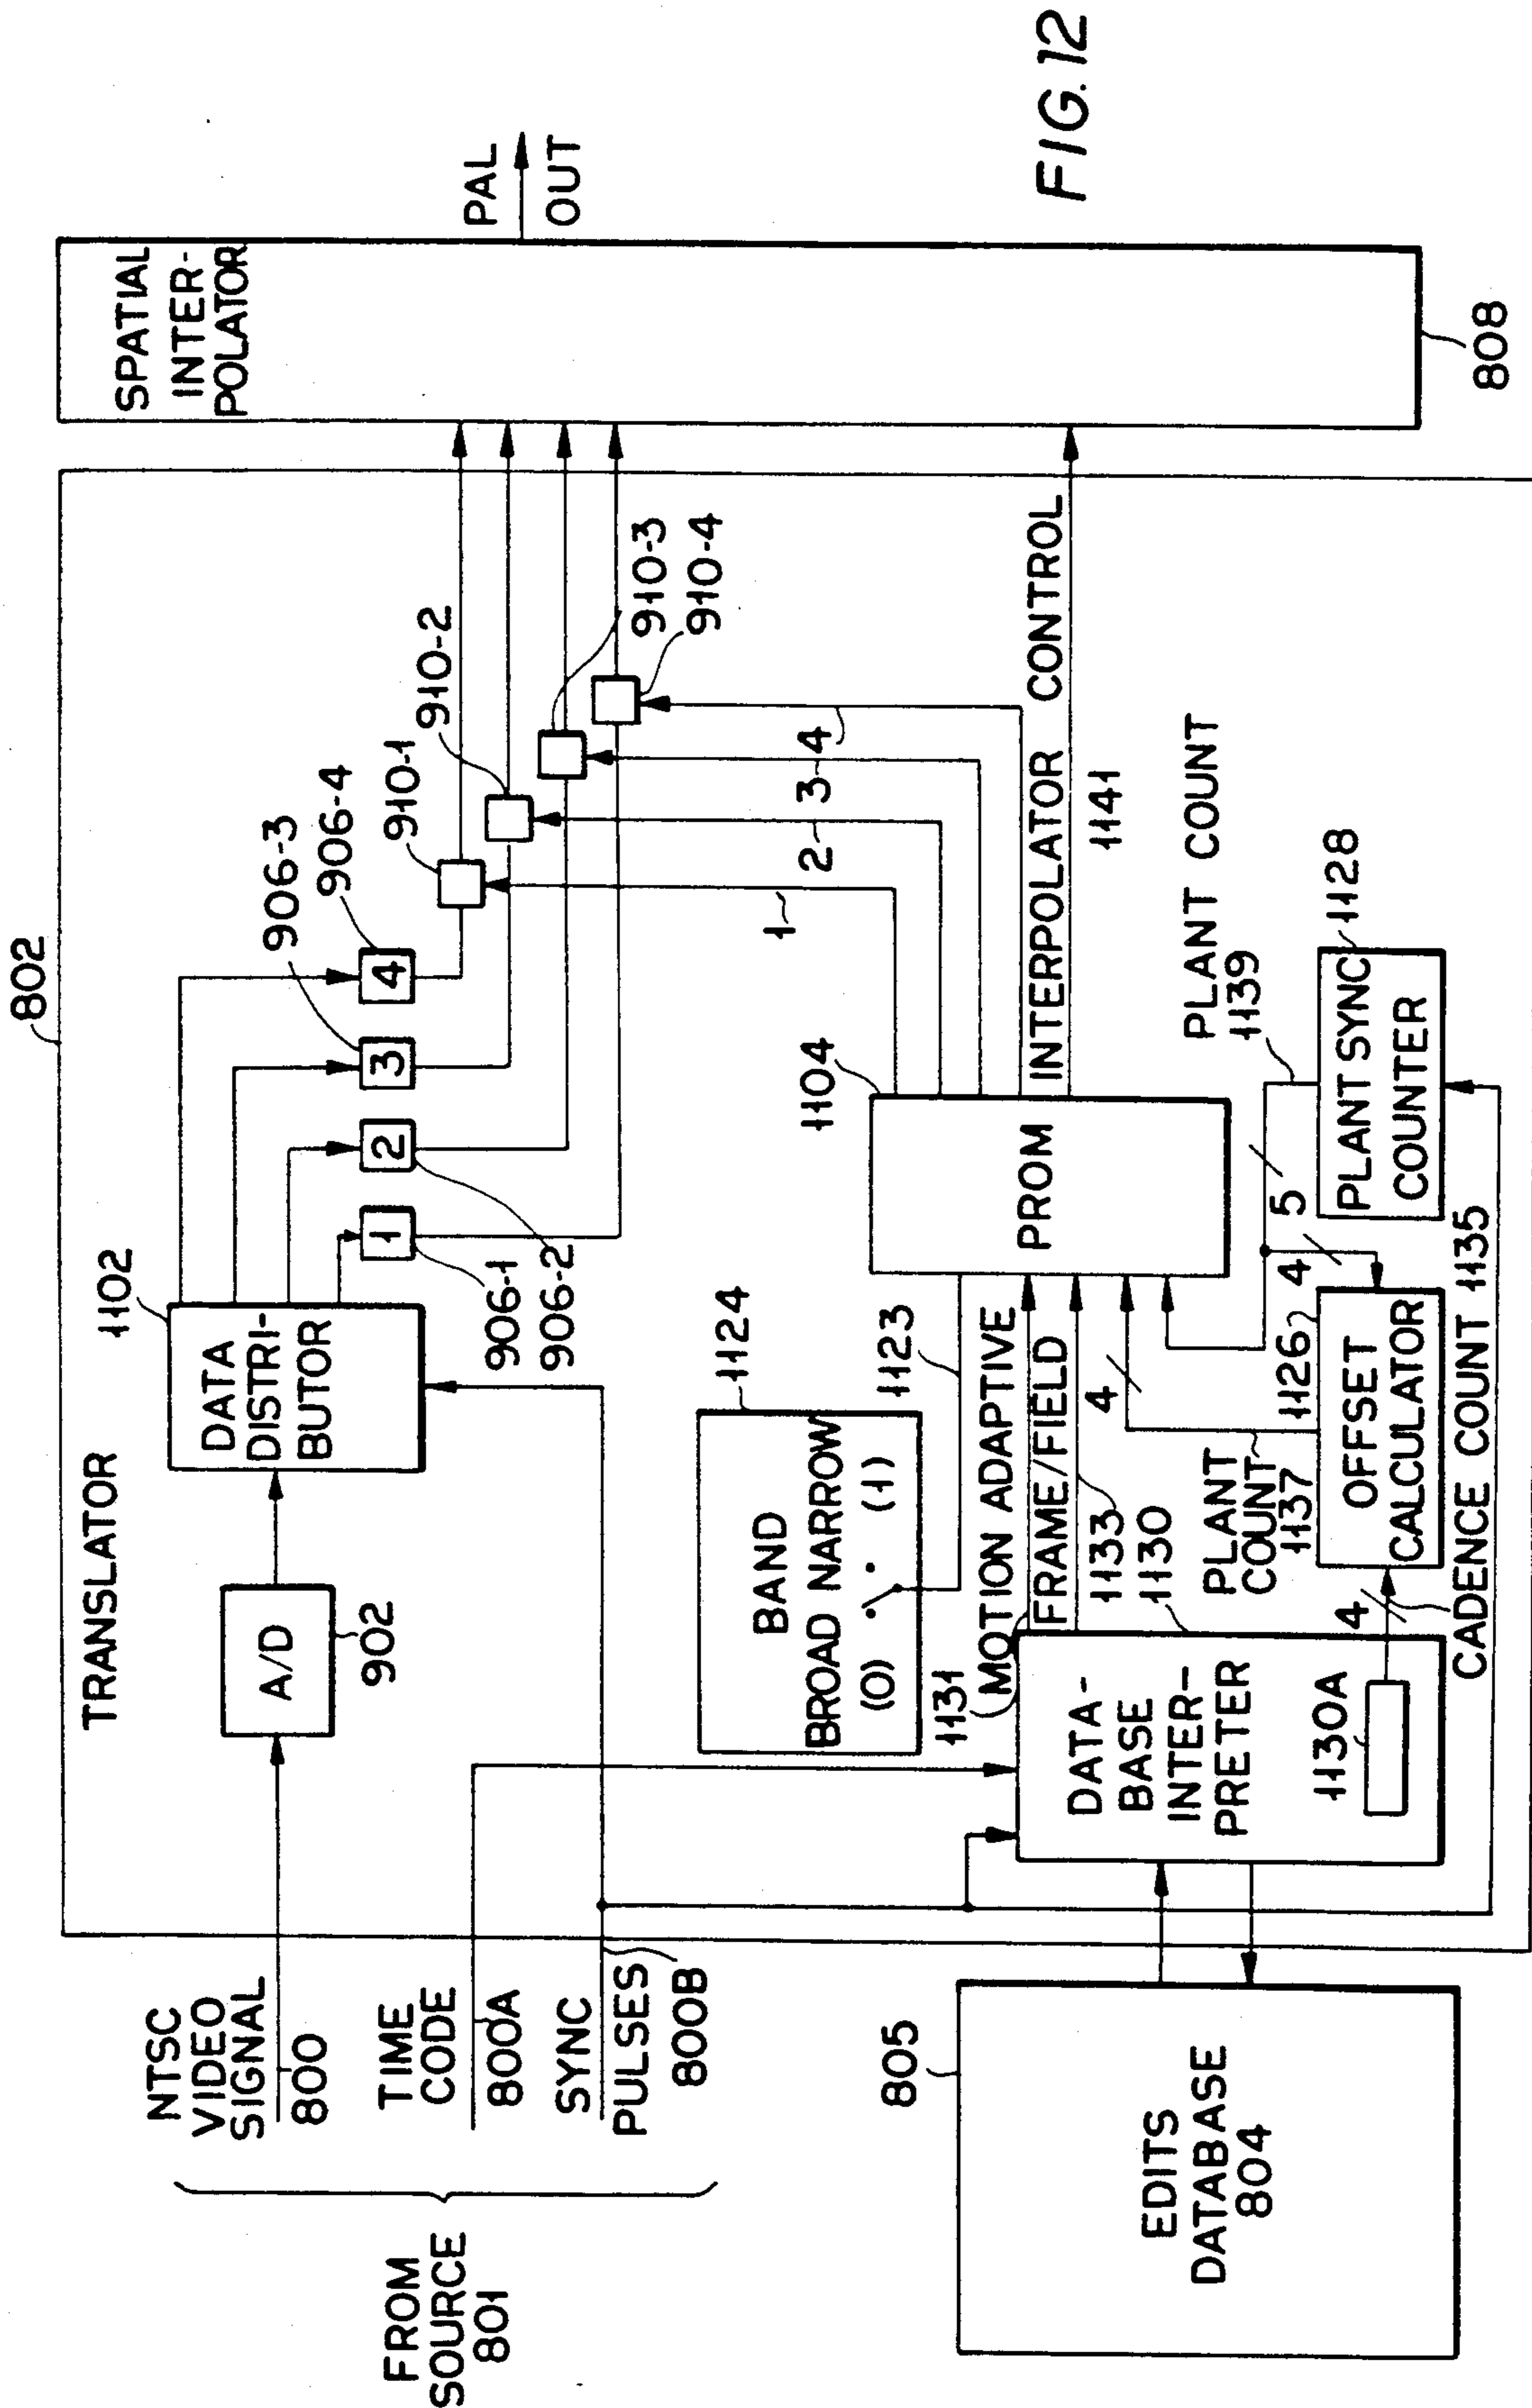 802
TRANSLATOR
NTSC
VIDEO
SIGNAL
800
TIME
CODE
800A
SYNC
PULSES
800B
FROM
SOURCE
801
A/D
902
1102
DATA
DISTRI-
BUTOR
1
2
3
4
906-1
906-2
906-3
906-4
910-1
910-2
910-3
910-4
SPATIAL
INTER-
POLATOR
PAL
OUT
808
1
2
3
4
1124
BAND
BROAD NARROW
(0) (1)
1123
1104
PROM
INTERPOLATOR CONTROL
1141
1131
MOTION ADAPTIVE
FRAME/FIELD
1133
1130
DATA-
BASE
INTER-
PRETER
1130A
4
PLANT
COUNT
1137
4
1126
OFFSET
CALCULATOR
CADENCE COUNT 1135
4
5
PLANT COUNT
1139
1128
PLANT SYNC
COUNTER
805
EDITS
DATABASE
804
FIG. 12